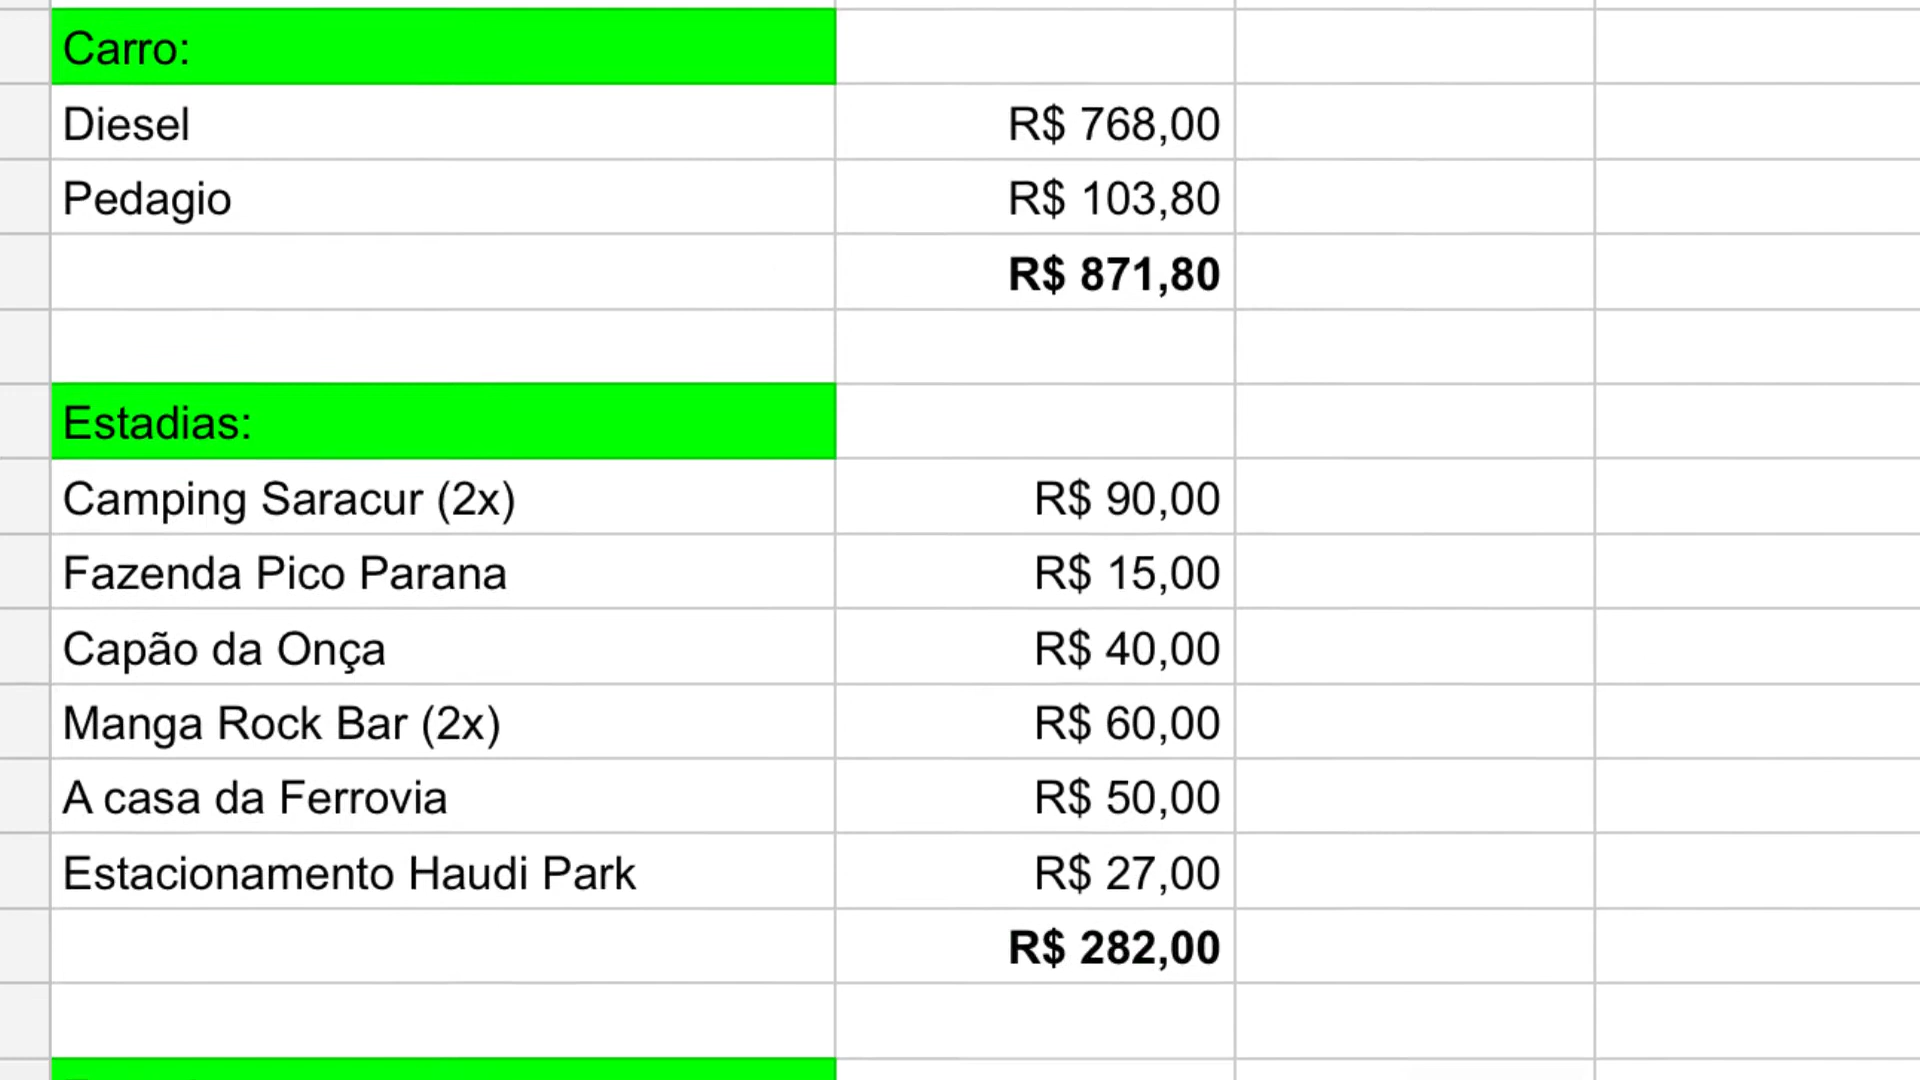 Carro:
Diesel R$ 768,00
Pedagio R$ 103,80
R$ 871,80
Estadias:
Camping Saracur (2x) R$ 90,00
Fazenda Pico Parana R$ 15,00
Capão da Onça R$ 40,00
Manga Rock Bar (2x) R$ 60,00
A casa da Ferrovia R$ 50,00
Estacionamento Haudi Park R$ 27,00
R$ 282,00